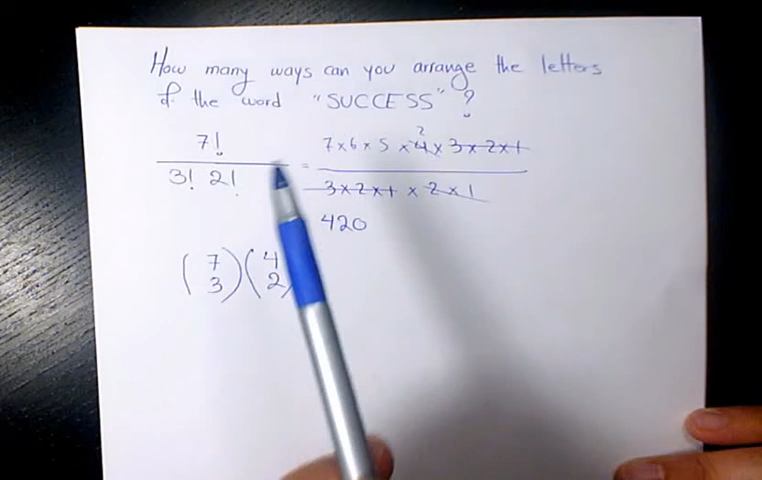 How many ways can you arrange the letters
of the word "SUCCESS" ?
7! / 3! 2! = 7 x 6 x 5 x 4 x 3 x 2 x 1 / 3 x 2 x 1 x 2 x 1
2
420
(7 3)(4 2)